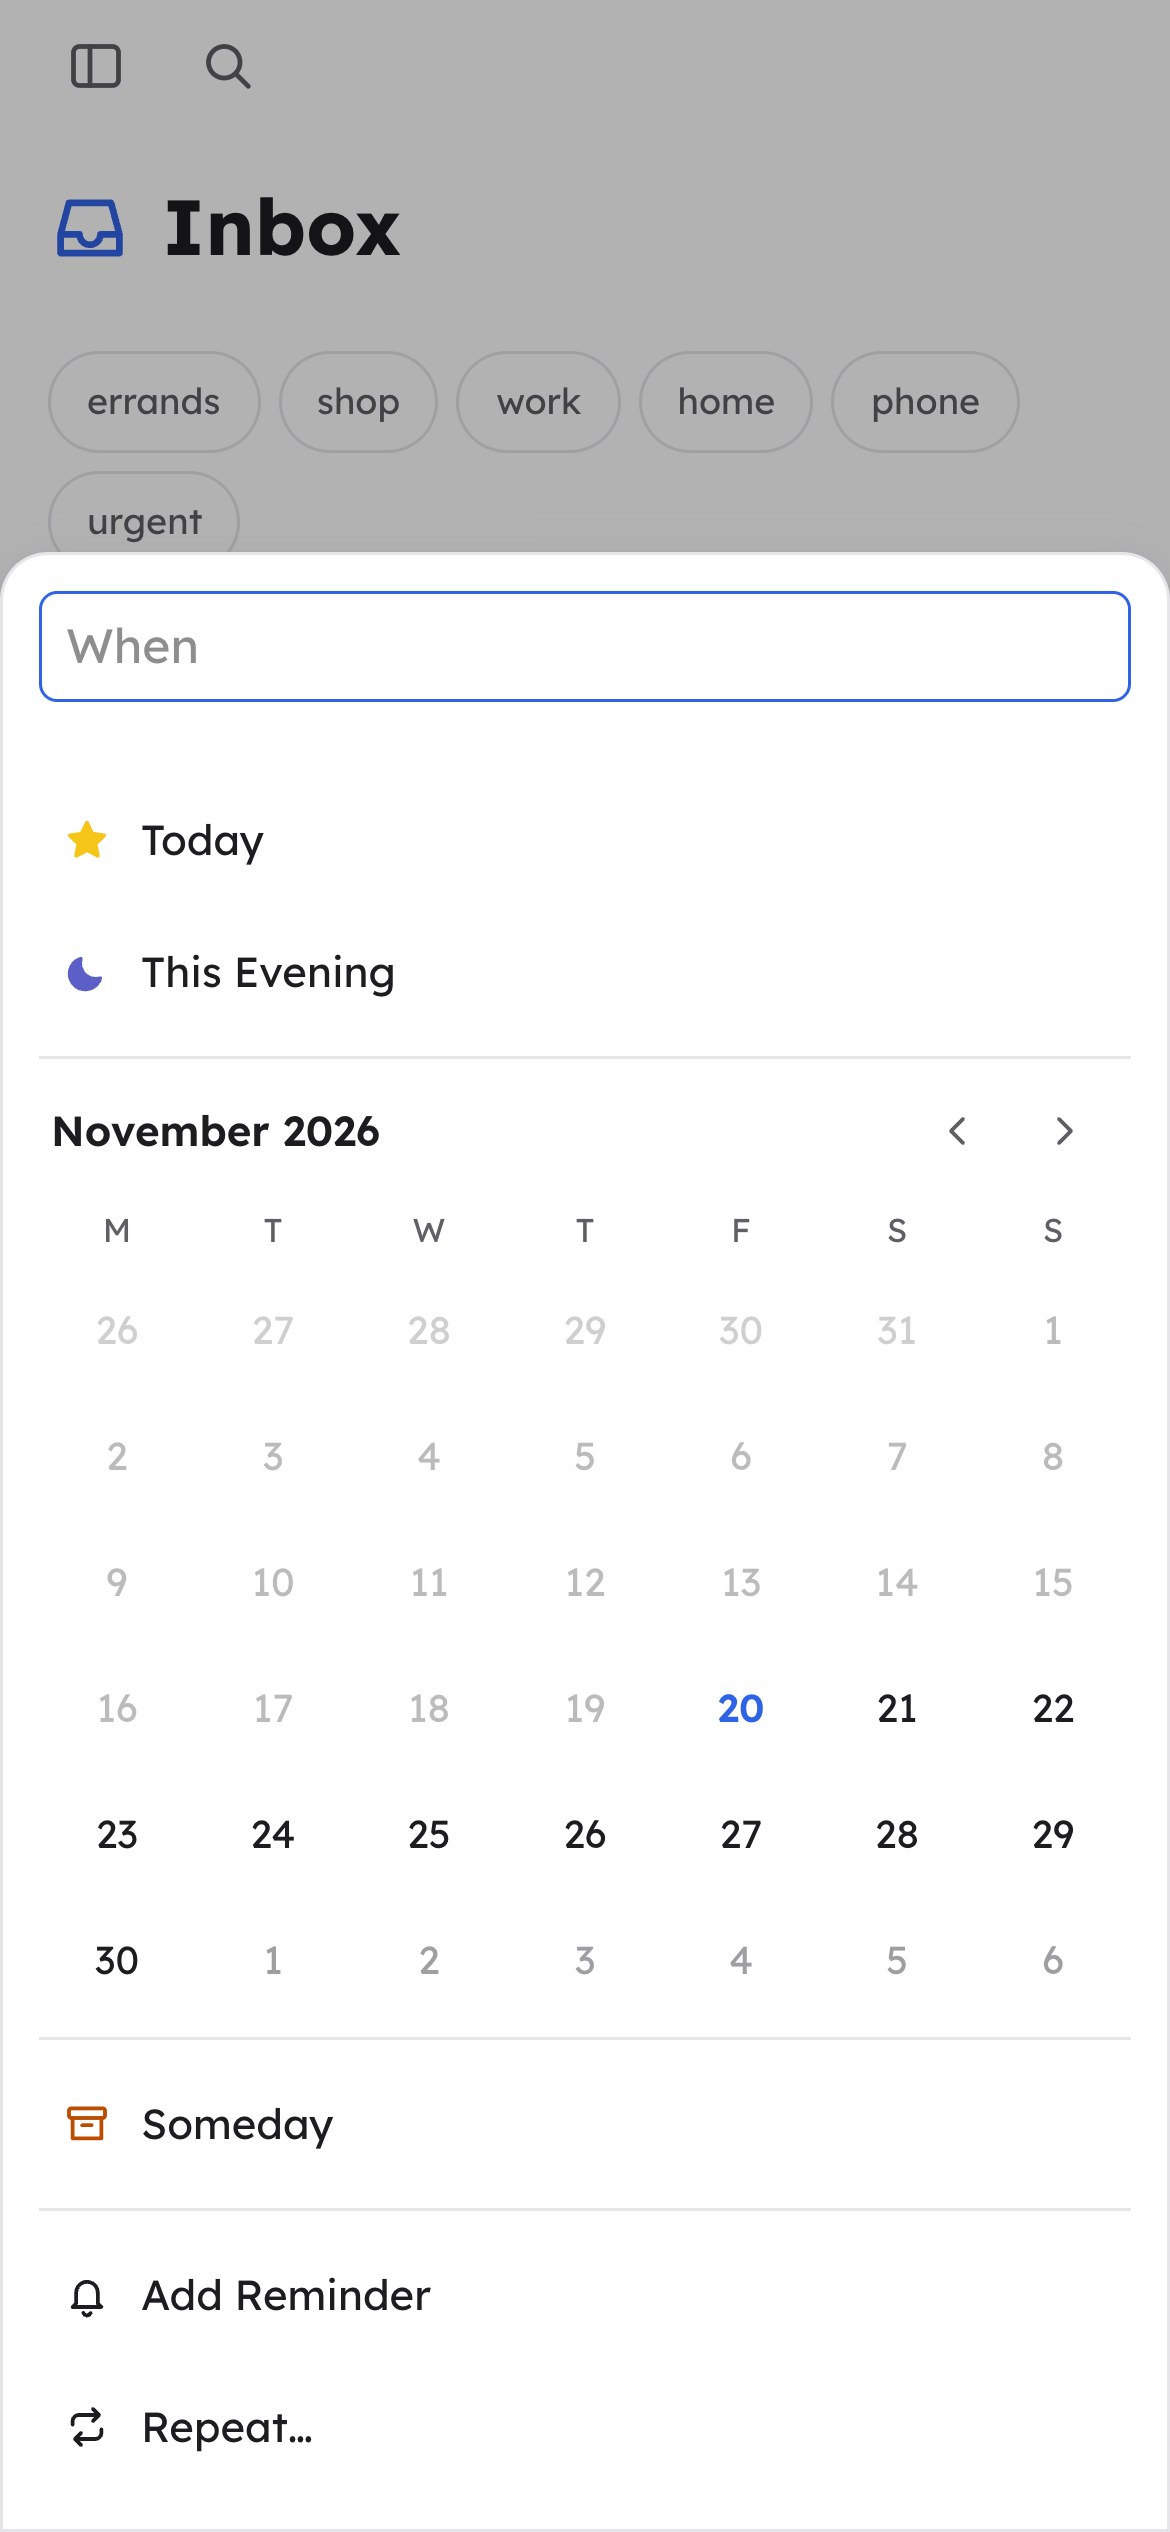 Inbox
errands shop work home phone
urgent
When
Today
This Evening
November 2026
M T W T F S S
26 27 28 29 30 31 1
2 3 4 5 6 7 8
9 10 11 12 13 14 15
16 17 18 19 20 21 22
23 24 25 26 27 28 29
30 1 2 3 4 5 6
Someday
Add Reminder
Repeat...